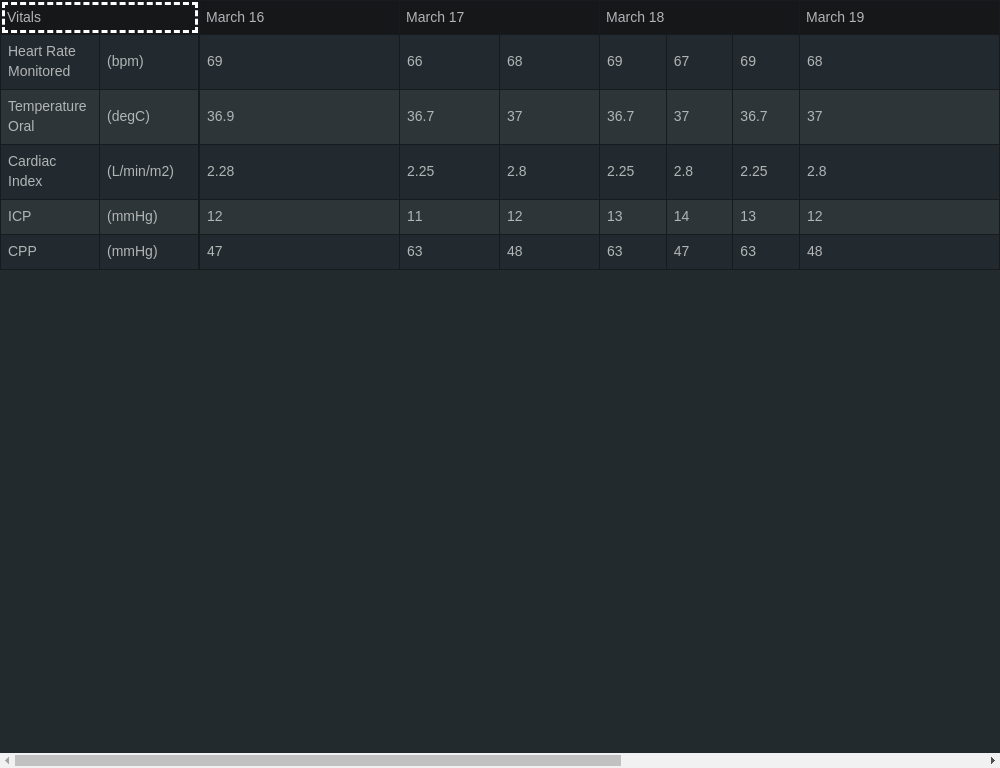 Vitals March 16 March 17 March 18 March 19
Heart Rate
Monitored (bpm) 69 66 68 69 67 69 68
Temperature
Oral (degC) 36.9 36.7 37 36.7 37 36.7 37
Cardiac
Index (L/min/m2) 2.28 2.25 2.8 2.25 2.8 2.25 2.8
ICP (mmHg) 12 11 12 13 14 13 12
CPP (mmHg) 47 63 48 63 47 63 48